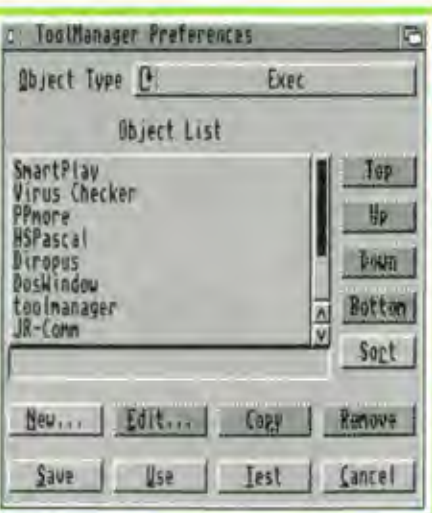 ToolManager Preferences
Object Type Exec
Object List
SmartPlay
Virus Checker
PPmore
HSPascal
Diropus
DosWindow
toolmanager
JR-Comm
Top
Up
Down
Bottom
Sort
New... Edit... Copy Remove
Save Use Test Cancel